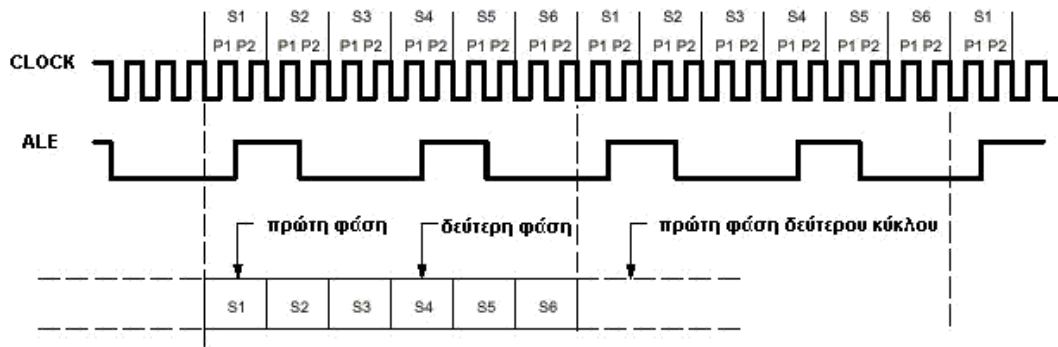 S1 S2 S3 S4 S5 S6 S1 S2 S3 S4 S5 S6 S1
P1 P2 P1 P2 P1 P2 P1 P2 P1 P2 P1 P2 P1 P2 P1 P2 P1 P2 P1 P2 P1 P2 P1 P2 P1 P2
CLOCK
ALE
πρώτη φάση δεύτερη φάση πρώτη φάση δεύτερου κύκλου
S1 S2 S3 S4 S5 S6